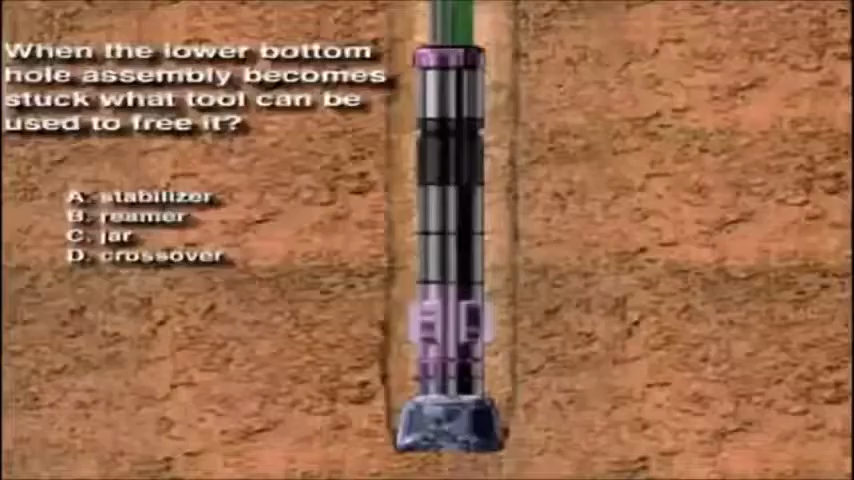 When the lower bottom
hole assembly becomes
stuck what tool can be
used to free it?
A. stabilizer
B. reamer
C. jar
D. crossover